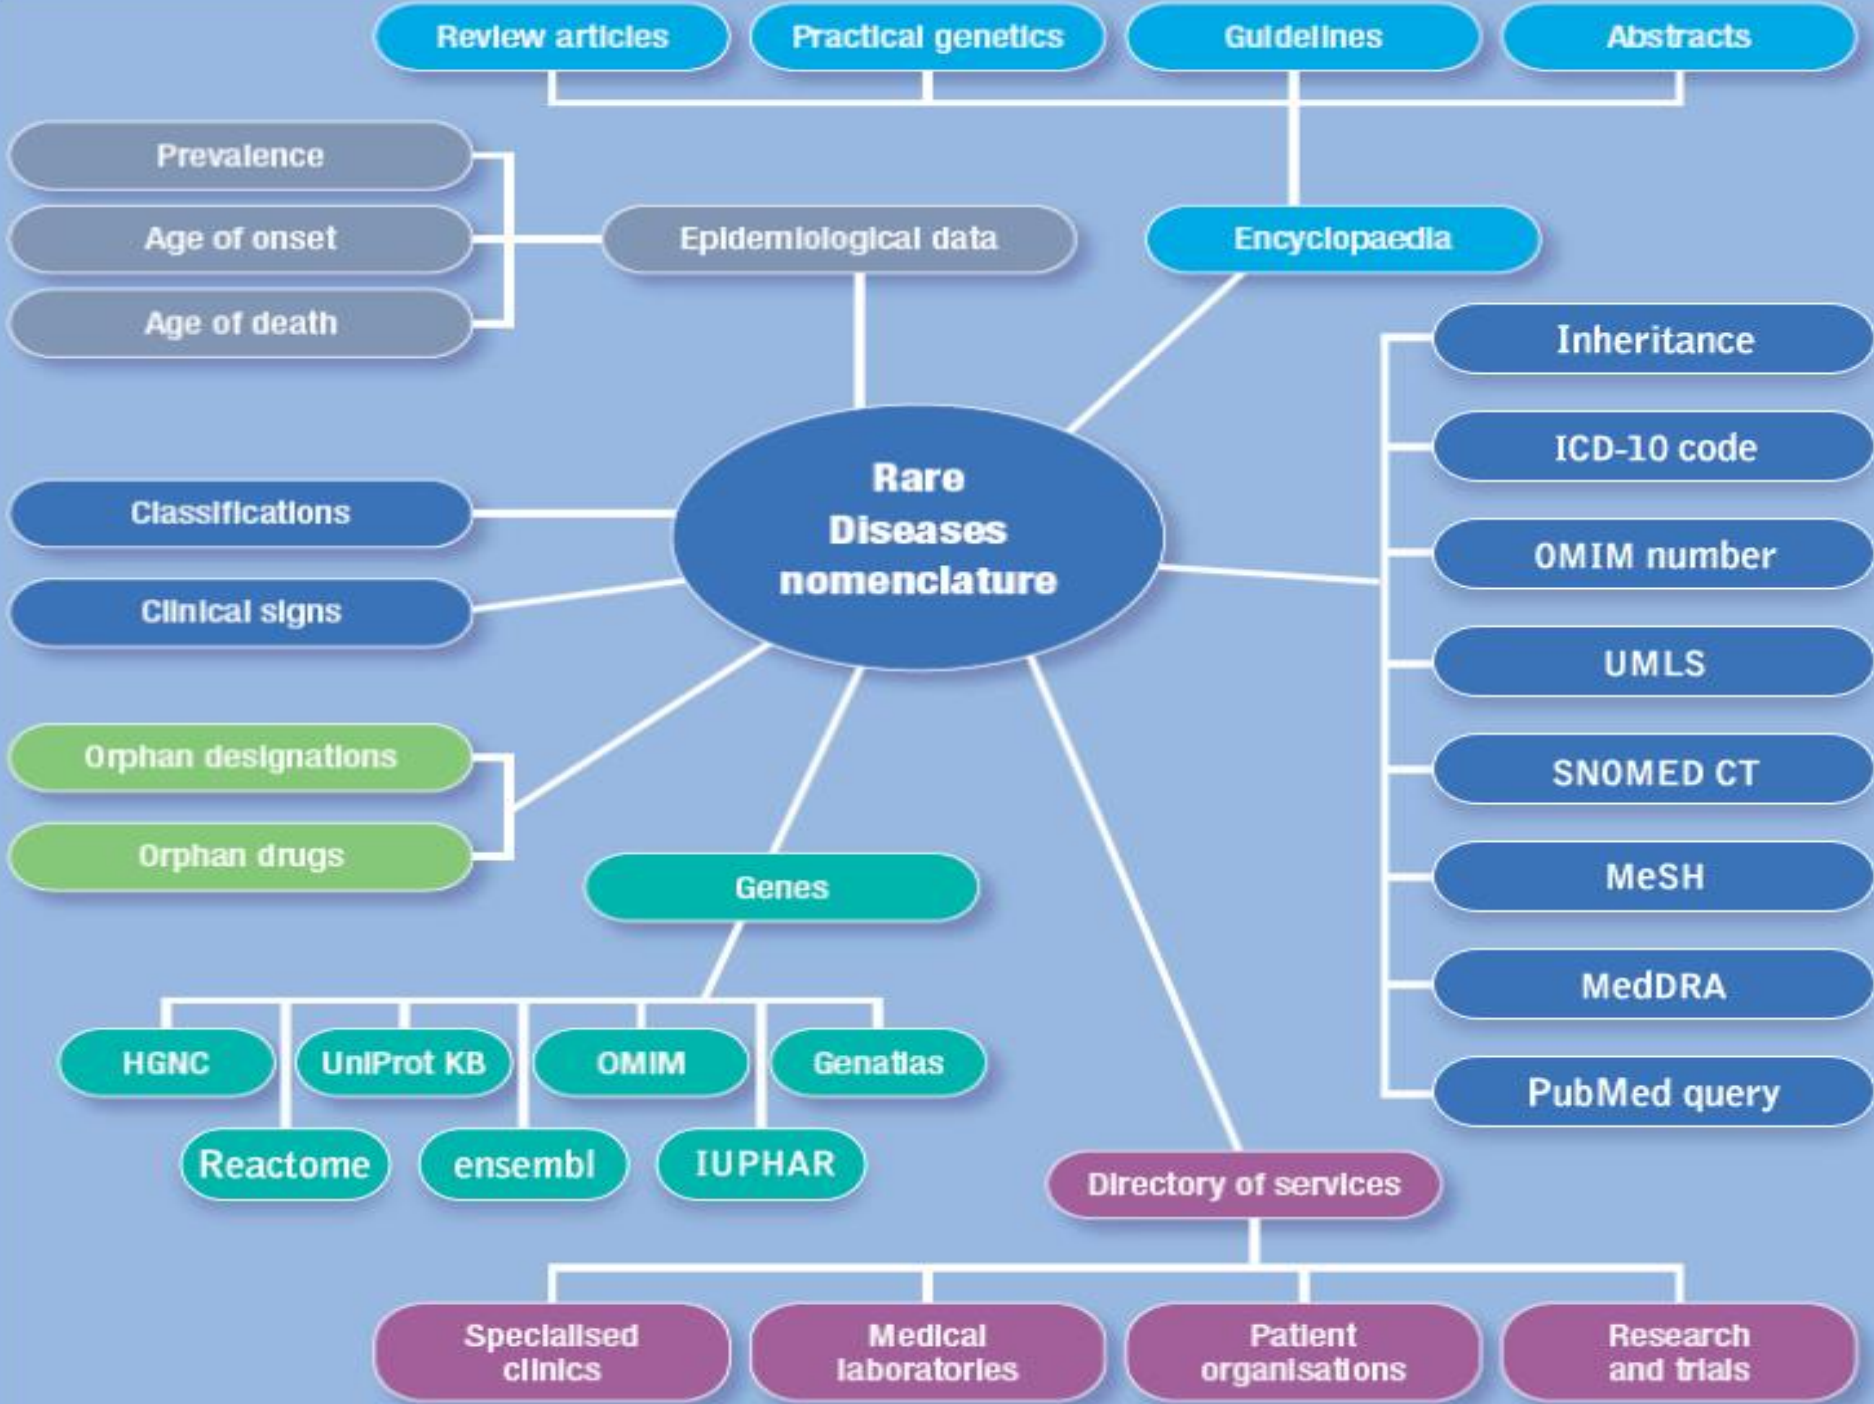 Review articles
Practical genetics
Guidelines
Abstracts
Prevalence
Age of onset
Age of death
Epidemiological data
Encyclopaedia
Inheritance
ICD-10 code
OMIM number
UMLS
SNOMED CT
MeSH
MedDRA
PubMed query
Rare
Diseases
nomenclature
Classifications
Clinical signs
Orphan designations
Orphan drugs
Genes
HGNC
UniProt KB
OMIM
Genatlas
Reactome
ensembl
IUPHAR
Directory of services
Specialised
clinics
Medical
laboratories
Patient
organisations
Research
and trials